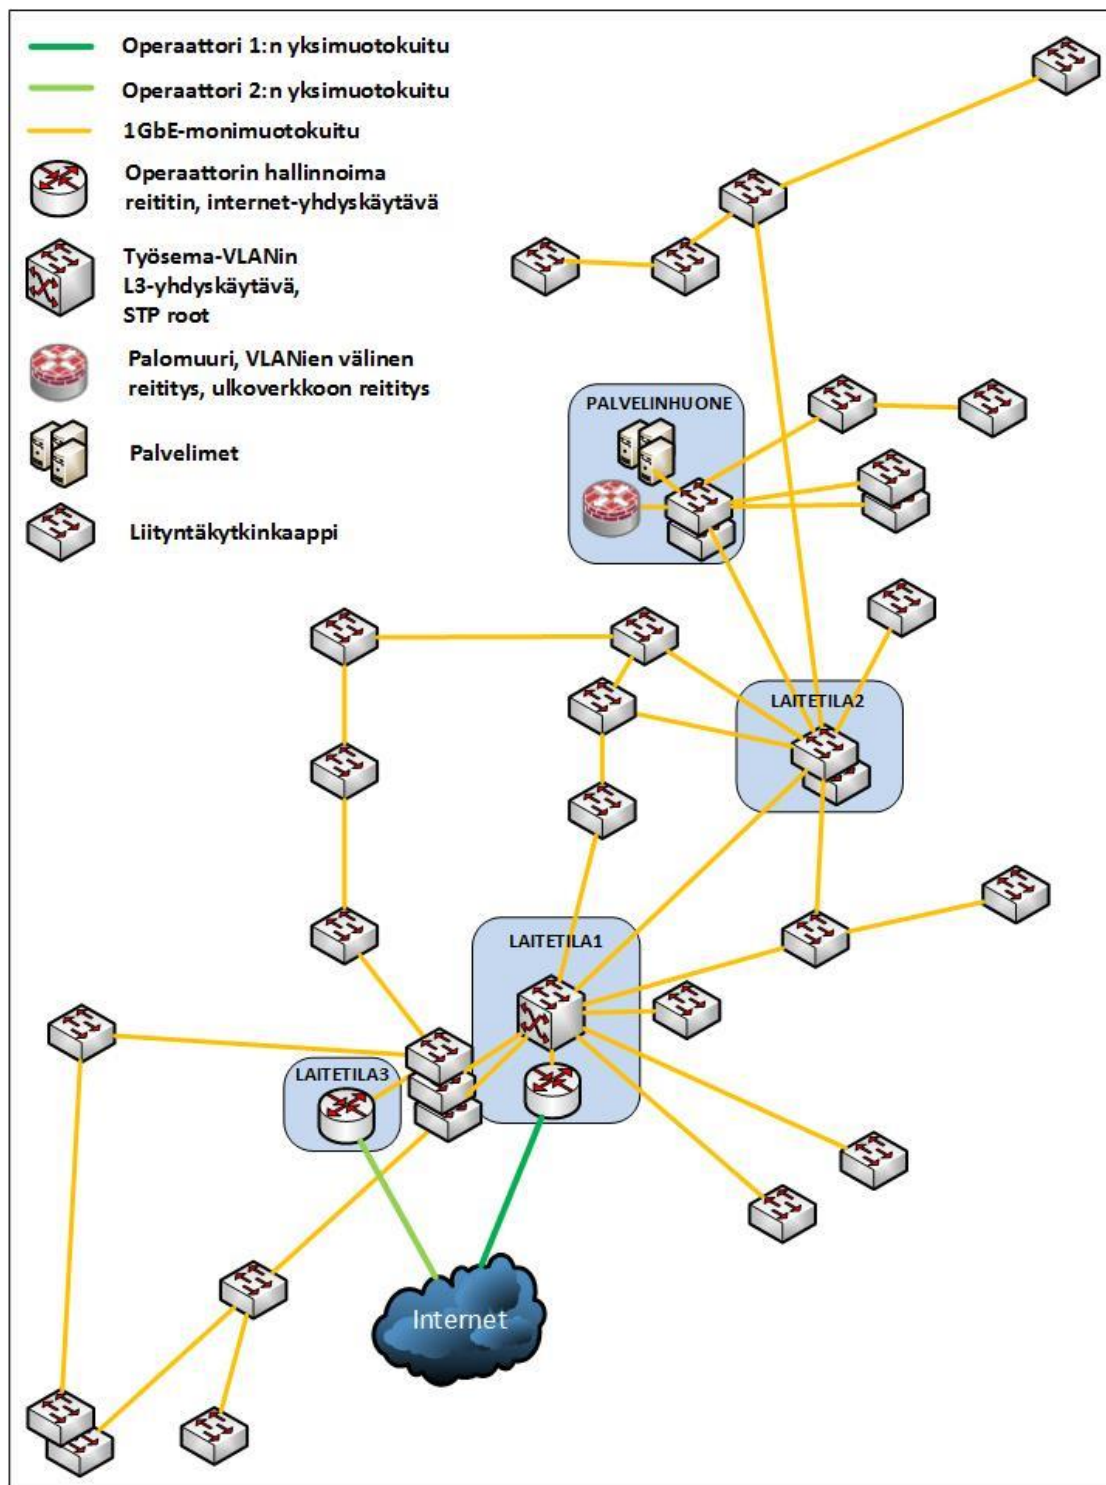 Operaattori 1:n yksimuotokuitu
Operaattori 2:n yksimuotokuitu
1GbE-monimuotokuitu
Operaattorin hallinnoima
reititin, internet-yhdyskäytävä
Työsema-VLANin
L3-yhdyskäytävä,
STP root
Palomuuri, VLANien välinen
reititys, ulkoverkkoon reititys
Palvelimet
Liityntäkytkinkaappi
PALVELINHUONE
LAITETILA2
LAITETILA1
LAITETILA3
Internet